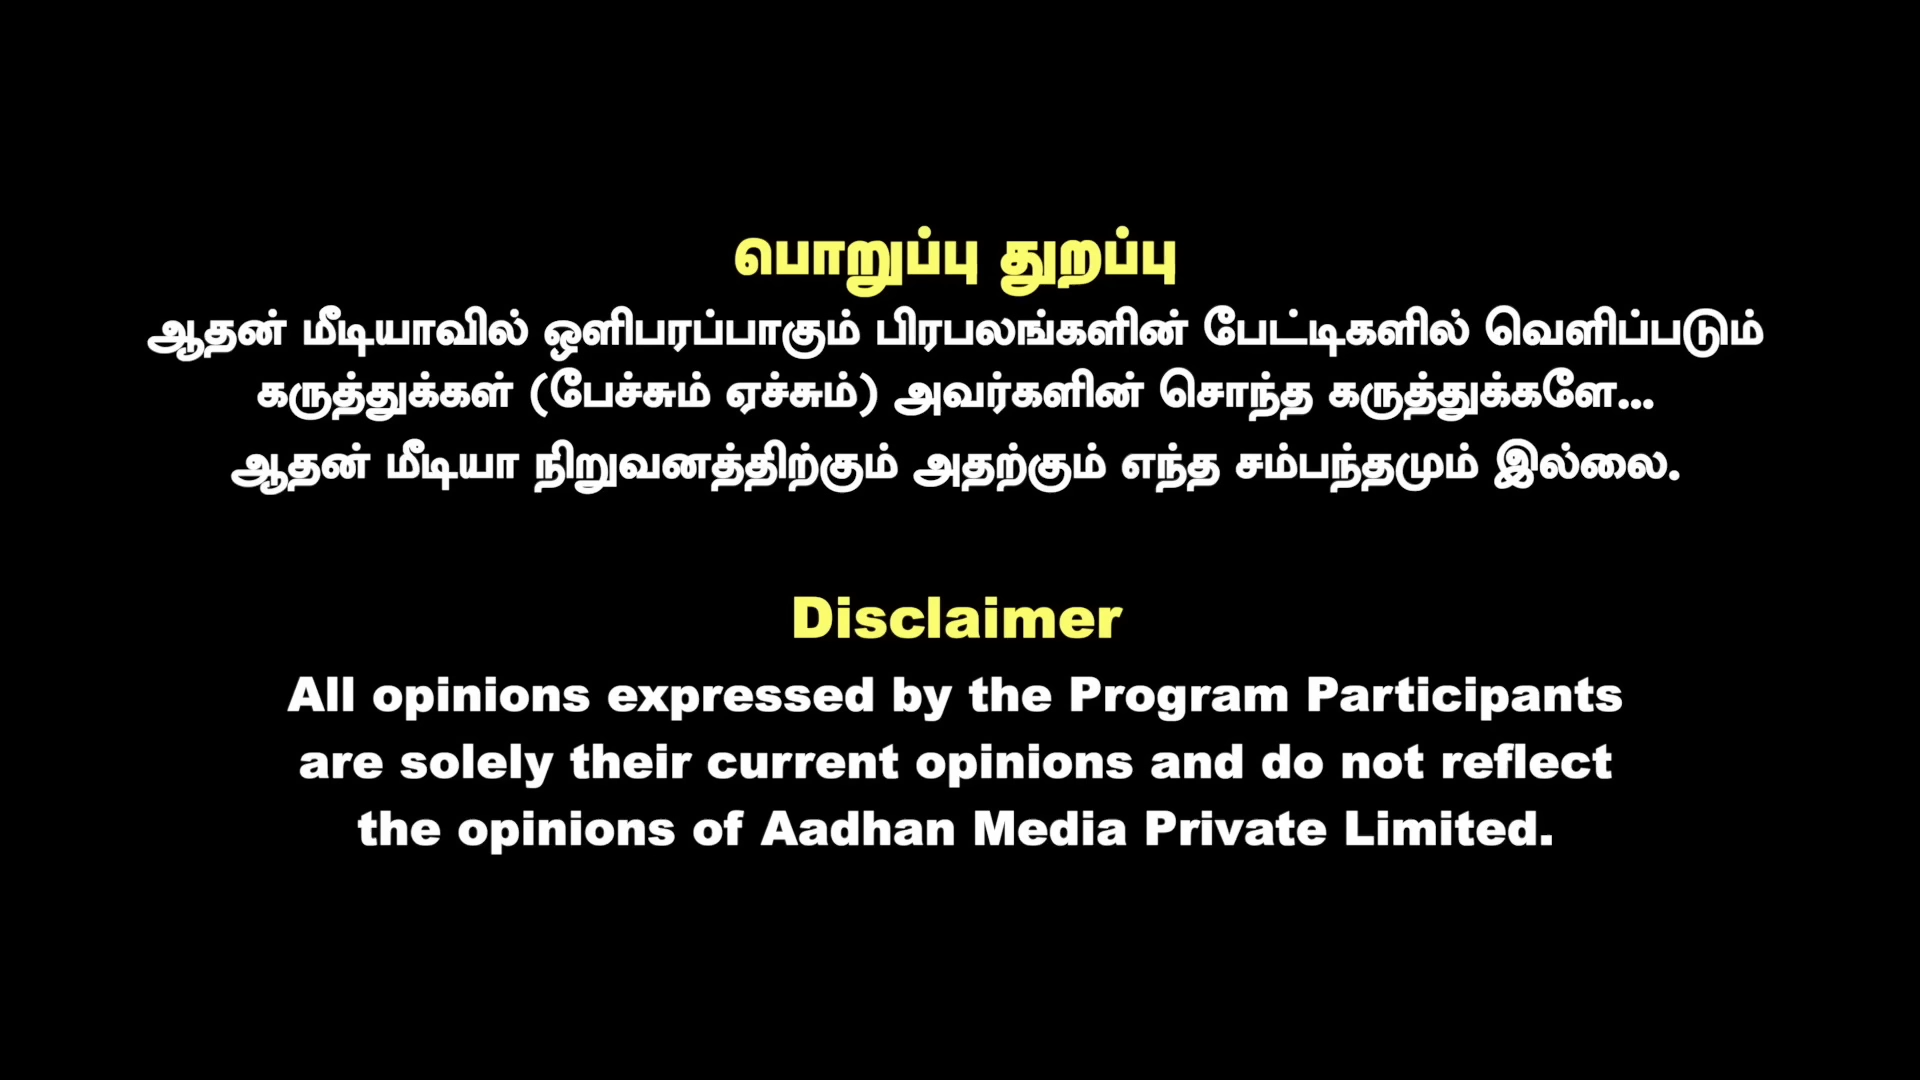 பொறுப்பு துறப்பு
ஆதன் மீடியாவில் ஒளிபரப்பாகும் பிரபலங்களின் பேட்டிகளில் வெளிப்படும்
கருத்துக்கள் (பேச்சும் ஏச்சும்) அவர்களின் சொந்த கருத்துக்களே...
ஆதன் மீடியா நிறுவனத்திற்கும் அதற்கும் எந்த சம்பந்தமும் இல்லை.
Disclaimer
All opinions expressed by the Program Participants
are solely their current opinions and do not reflect
the opinions of Aadhan Media Private Limited.